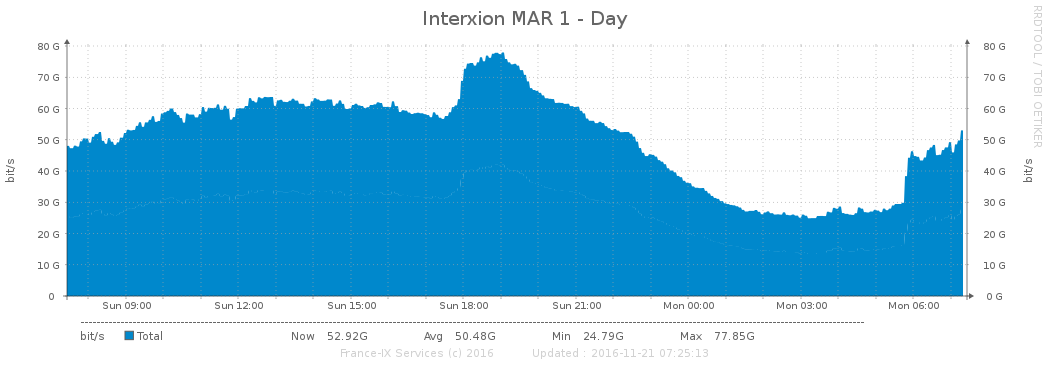 Interxion MAR 1 - Day
RRDTOOL / TOBI OETIKER
80 G 80 G
70 G 70 G
60 G 60 G
50 G 50 G
40 G 40 G
30 G 30 G
20 G 20 G
10 G 10 G
0 0 G
bit/s
bit/s
Sun 09:00 Sun 12:00 Sun 15:00 Sun 18:00 Sun 21:00 Mon 00:00 Mon 03:00 Mon 06:00
bit/s Total Now 52.92G Avg 50.48G Min 24.79G Max 77.85G
France-IX Services (c) 2016 Updated : 2016-11-21 07:25:13